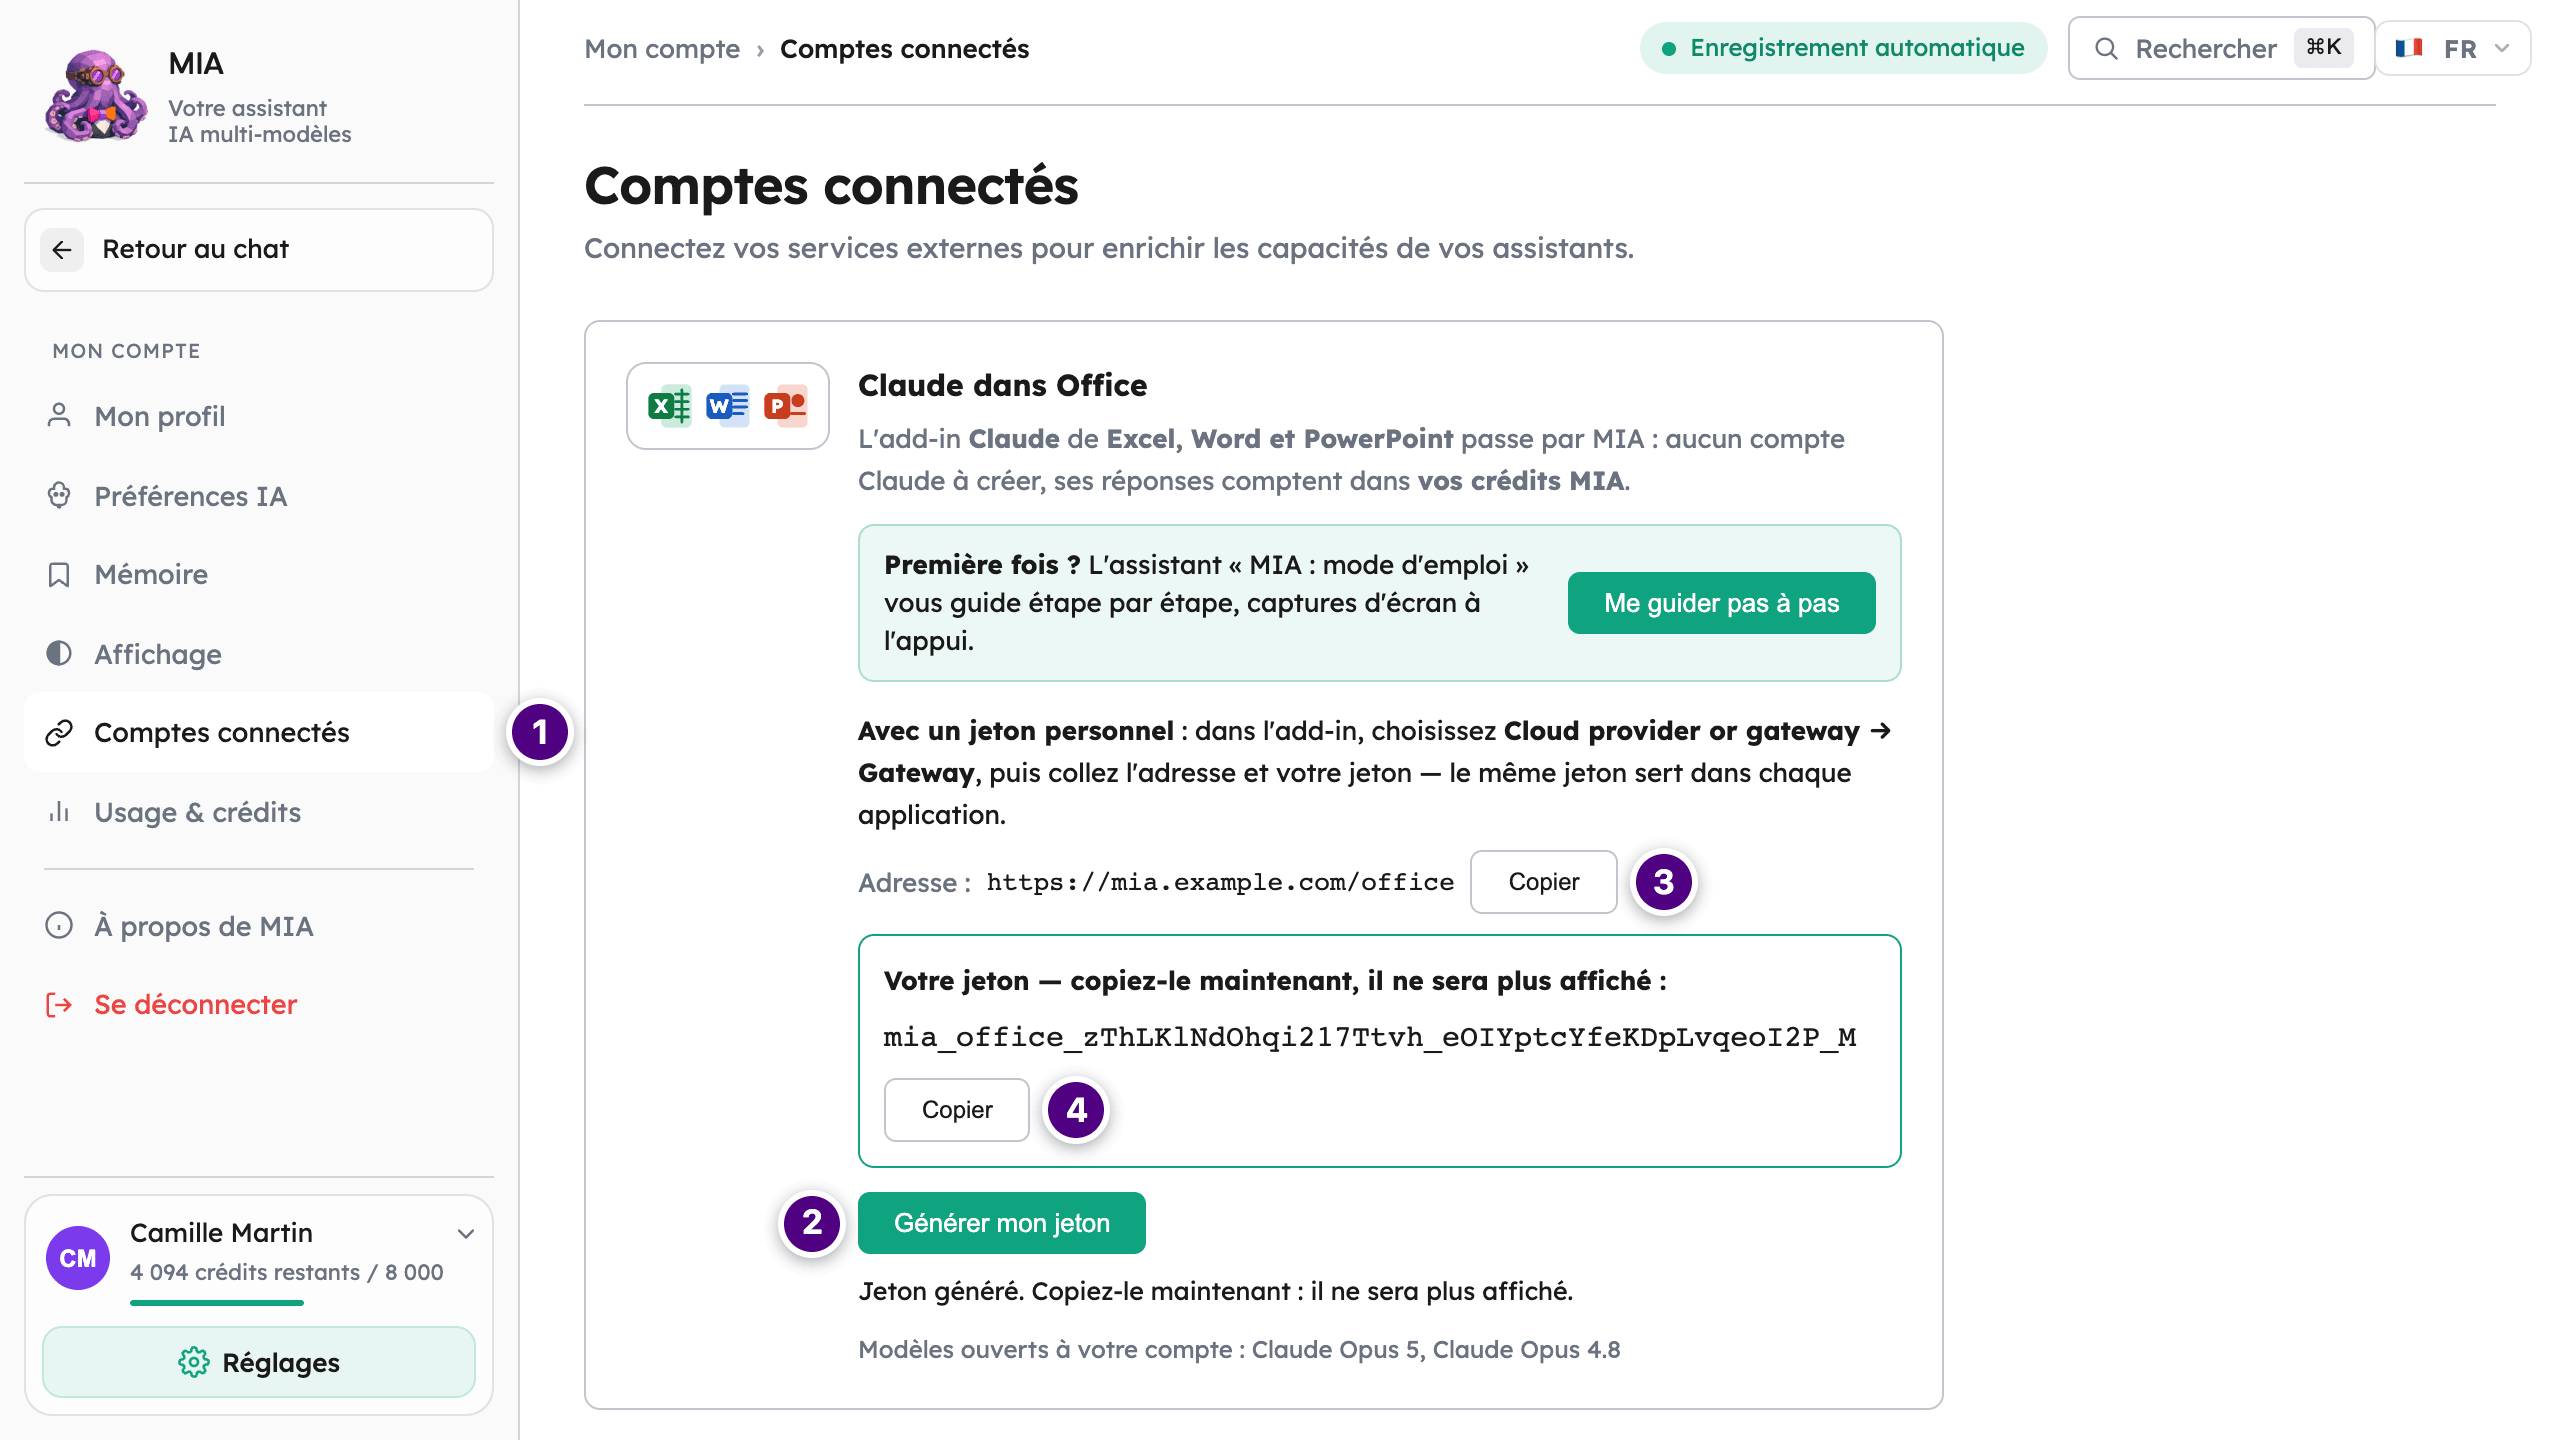 MIA
Votre assistant
IA multi-modèles
Retour au chat
MON COMPTE
Mon profil
Préférences IA
Mémoire
Affichage
Comptes connectés
1
Usage & crédits
À propos de MIA
Se déconnecter
CM
Camille Martin
4 094 crédits restants / 8 000
Réglages
Mon compte › Comptes connectés
Enregistrement automatique
Rechercher ⌘K
FR
Comptes connectés
Connectez vos services externes pour enrichir les capacités de vos assistants.
X W P
Claude dans Office
L'add-in Claude de Excel, Word et PowerPoint passe par MIA : aucun compte
Claude à créer, ses réponses comptent dans vos crédits MIA.
Première fois ? L'assistant « MIA : mode d'emploi »
vous guide étape par étape, captures d'écran à
l'appui.
Me guider pas à pas
Avec un jeton personnel : dans l'add-in, choisissez Cloud provider or gateway →
Gateway, puis collez l'adresse et votre jeton — le même jeton sert dans chaque
application.
Adresse : https://mia.example.com/office Copier 3
Votre jeton — copiez-le maintenant, il ne sera plus affiché :
mia_office_zThLKlNdOhqi217Ttvh_eOIYptcYfeKDpLvqeoI2P_M
Copier 4
2 Générer mon jeton
Jeton généré. Copiez-le maintenant : il ne sera plus affiché.
Modèles ouverts à votre compte : Claude Opus 5, Claude Opus 4.8